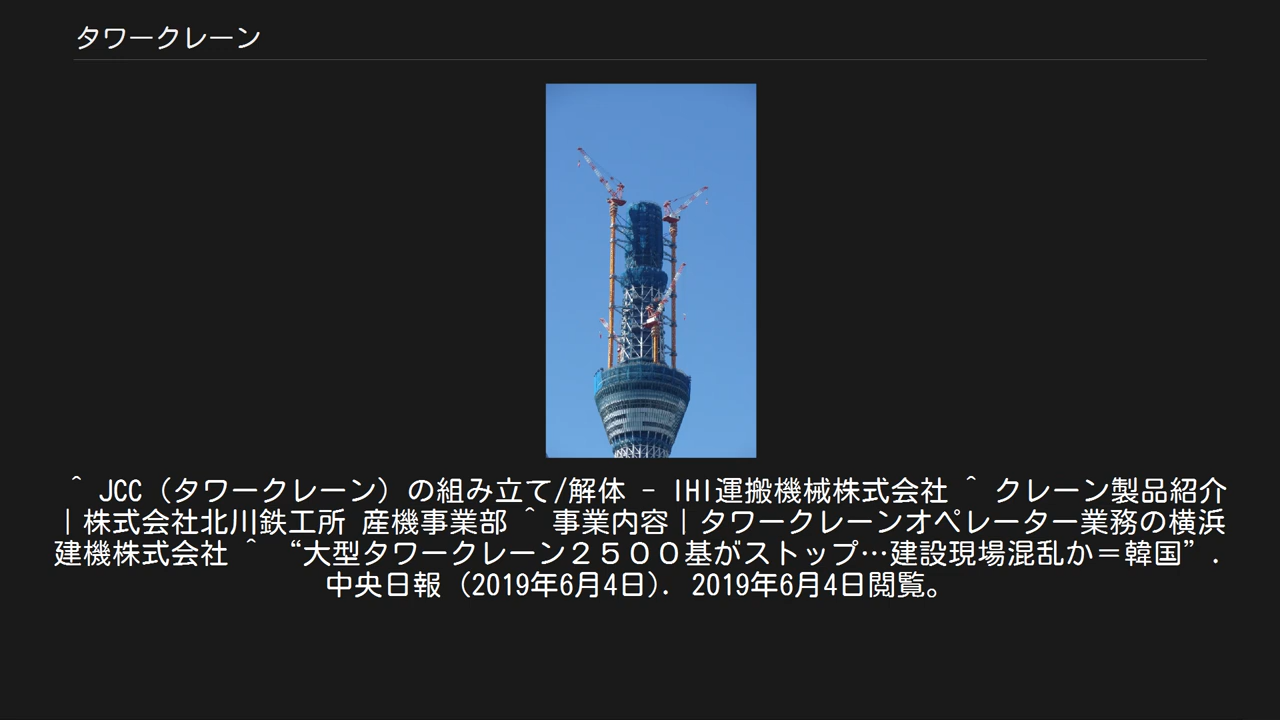 タワークレーン
^ JCC（タワークレーン）の組み立て/解体 - IHI運搬機械株式会社 ^ クレーン製品紹介
｜株式会社北川鉄工所 産機事業部 ^ 事業内容｜タワークレーンオペレーター業務の横浜
建機株式会社 ^ “大型タワークレーン２５００基がストップ…建設現場混乱か＝韓国”.
中央日報 (2019年6月4日). 2019年6月4日閲覧。